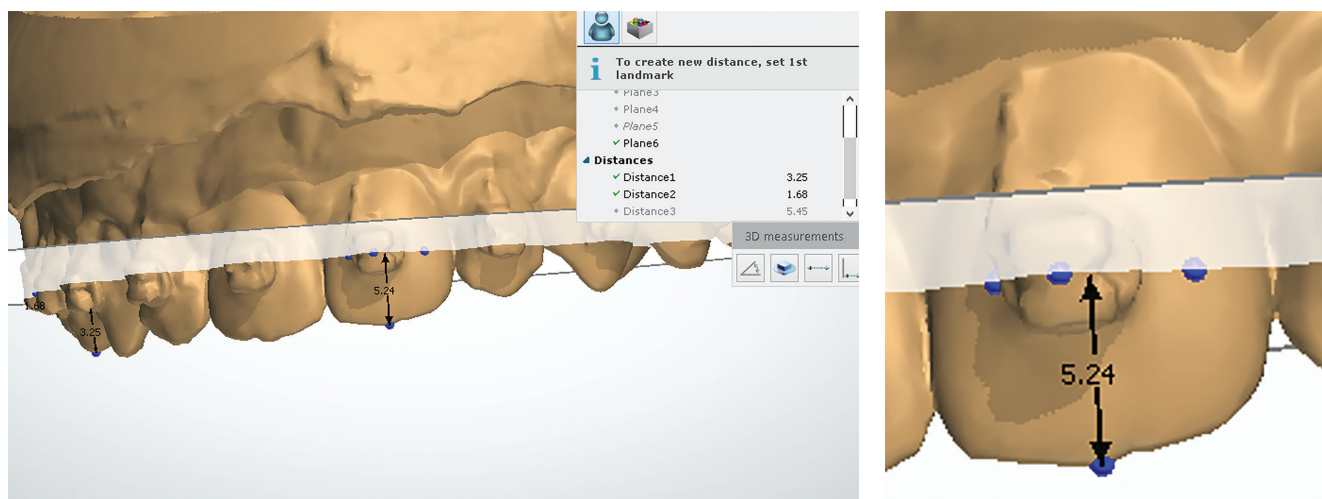 To create new distance, set 1st
landmark
Plane3
Plane4
Plane5
Plane6
Distances
Distance1 3.25
Distance2 1.68
Distance3 5.45
3D measurements
5.24
1.68
3.25
5.24